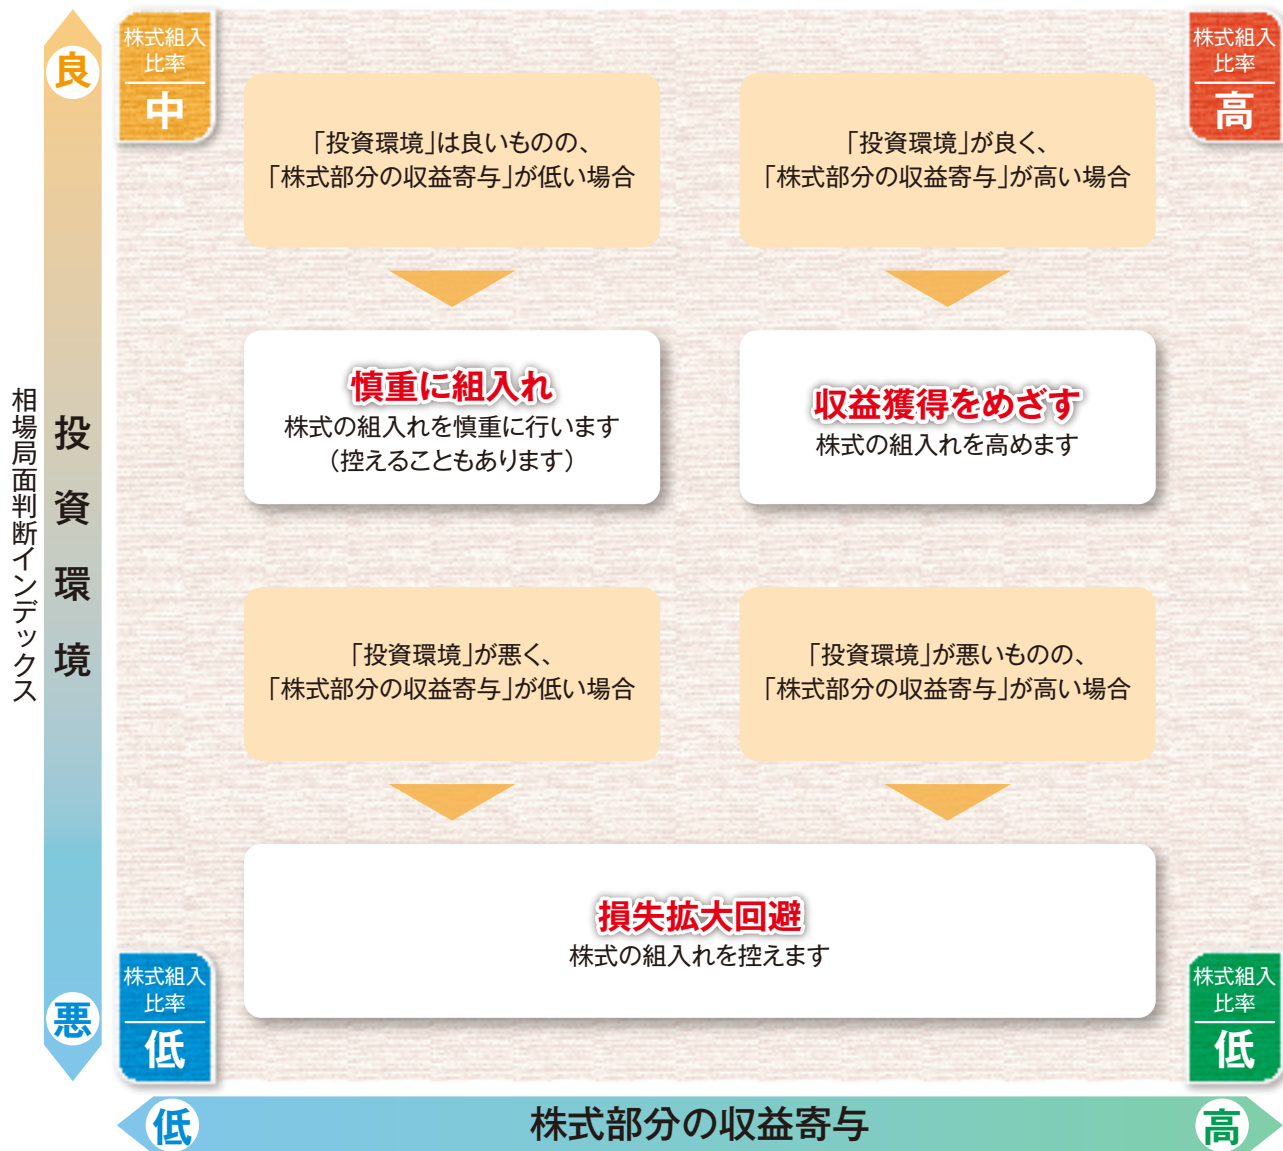 良
株式組入
比率
中
株式組入
比率
高
「投資環境」は良いものの、
「株式部分の収益寄与」が低い場合
「投資環境」が良く、
「株式部分の収益寄与」が高い場合
慎重に組入れ
株式の組入れを慎重に行います
（控えることもあります）
収益獲得をめざす
株式の組入れを高めます
相場局面判断インデックス
投資環境
「投資環境」が悪く、
「株式部分の収益寄与」が低い場合
「投資環境」が悪いものの、
「株式部分の収益寄与」が高い場合
損失拡大回避
株式の組入れを控えます
悪
株式組入
比率
低
株式組入
比率
低
低
株式部分の収益寄与
高